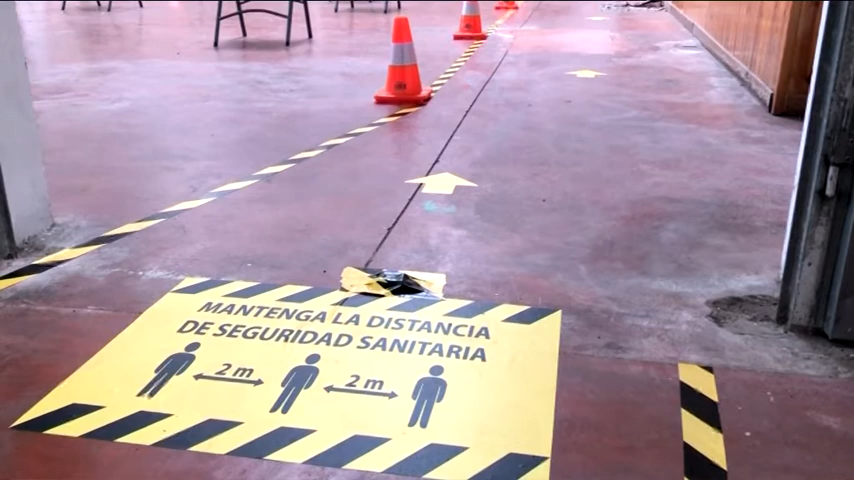 MANTENGA LA DISTANCIA
DE SEGURIDAD SANITARIA
2 m 2 m